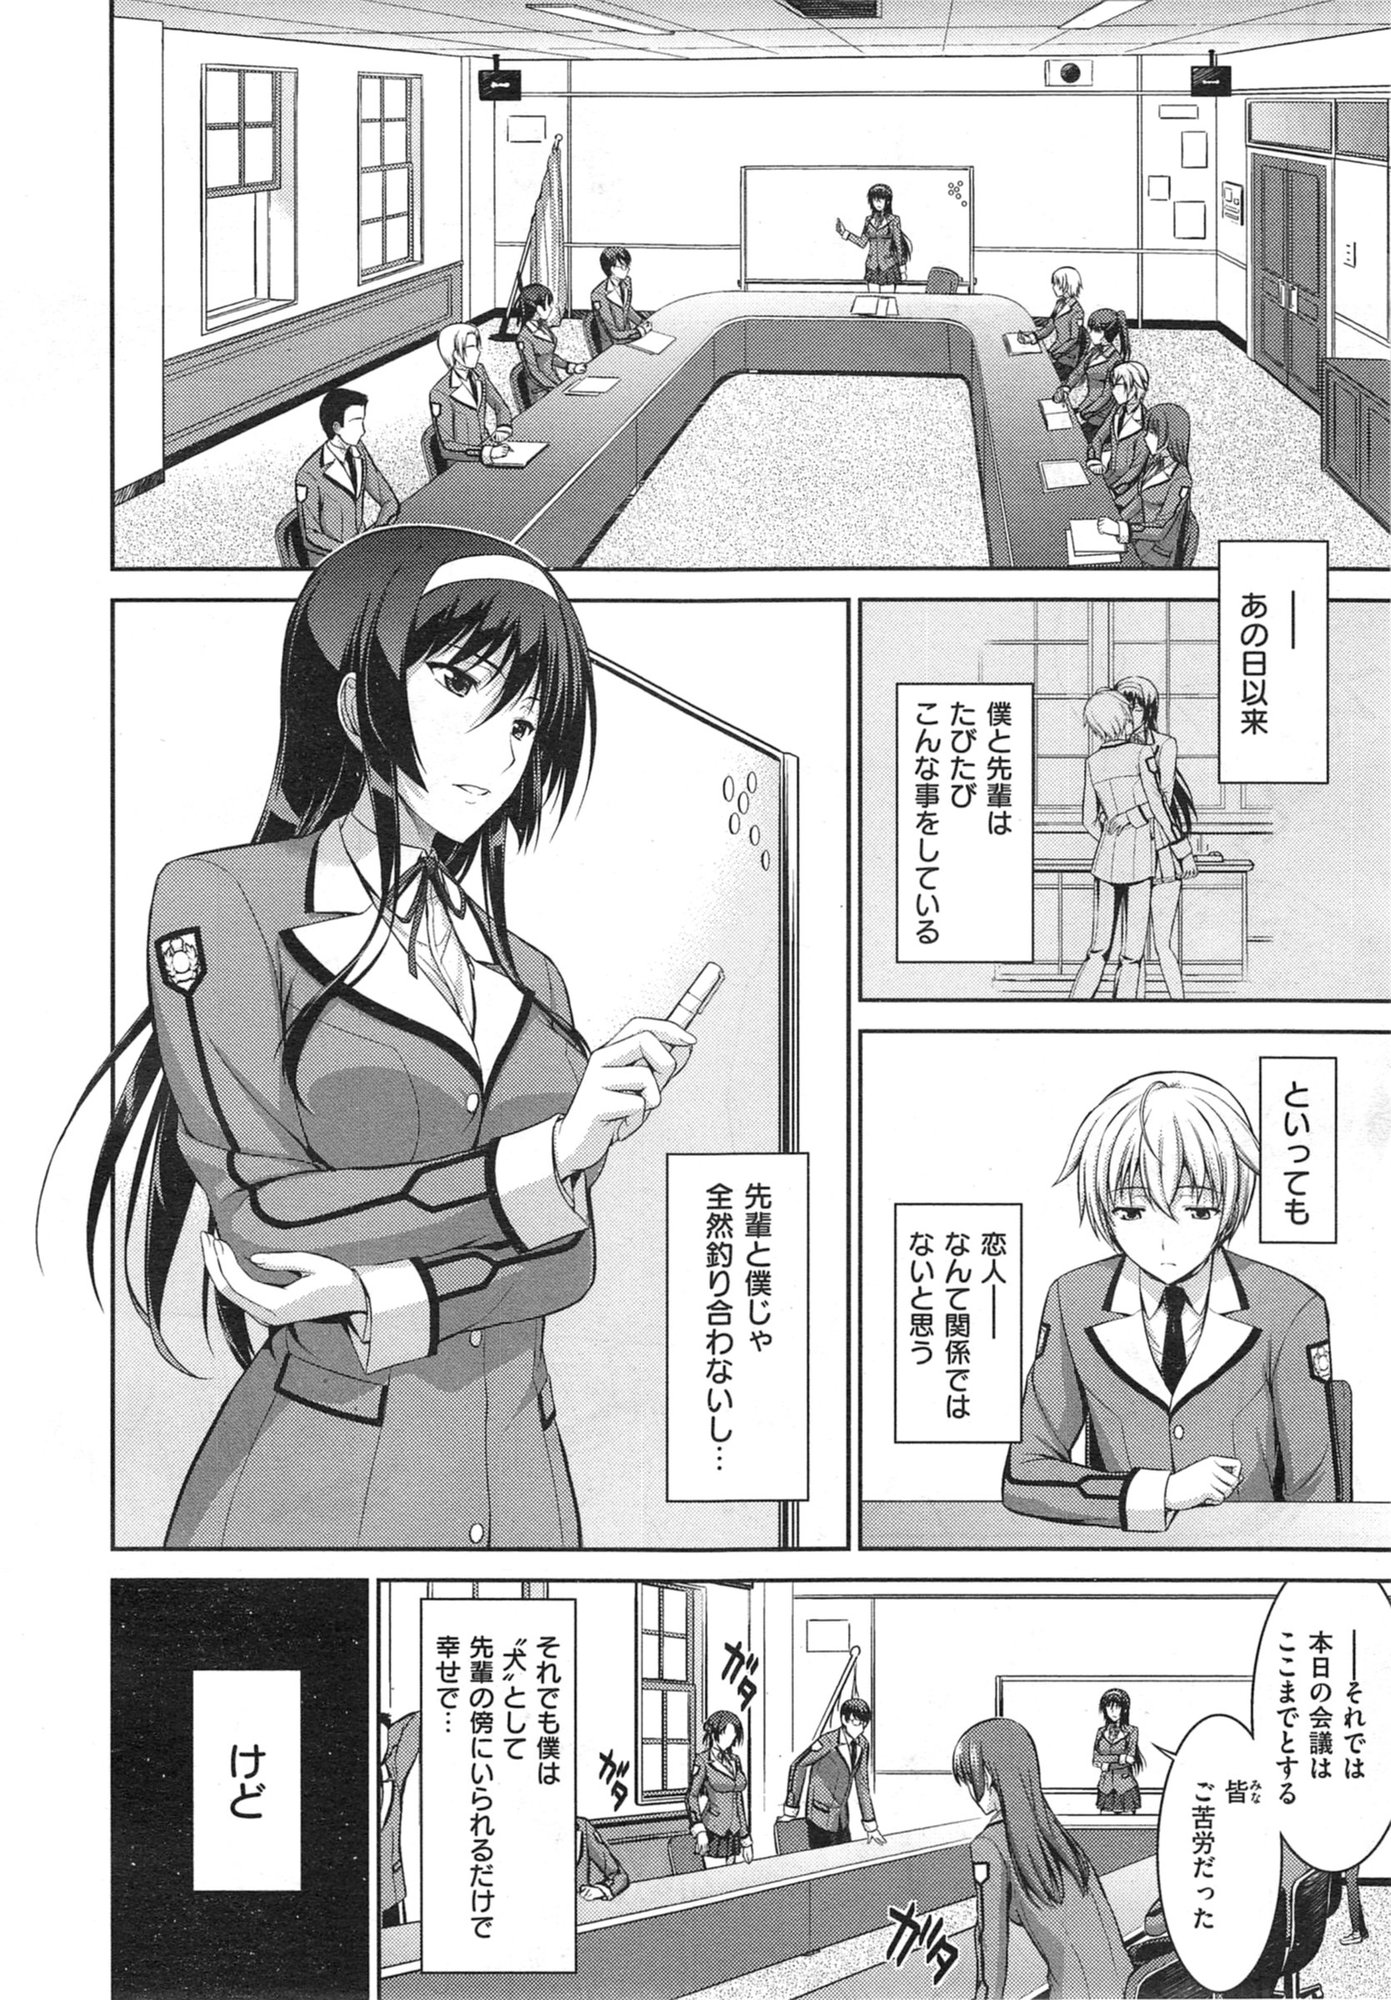 ――
あの日以来
僕と先輩は
たびたび
こんな事をしている
といっても
恋人――
なんて関係では
ないと思う
先輩と僕じゃ
全然釣り合わないし…
――それでは
本日の会議は
ここまでとする
皆
みな
ご苦労だった
ガタ
ガタ
ガタ
それでも僕は
〝犬〟として
先輩の傍にいられるだけで
幸せで…
けど